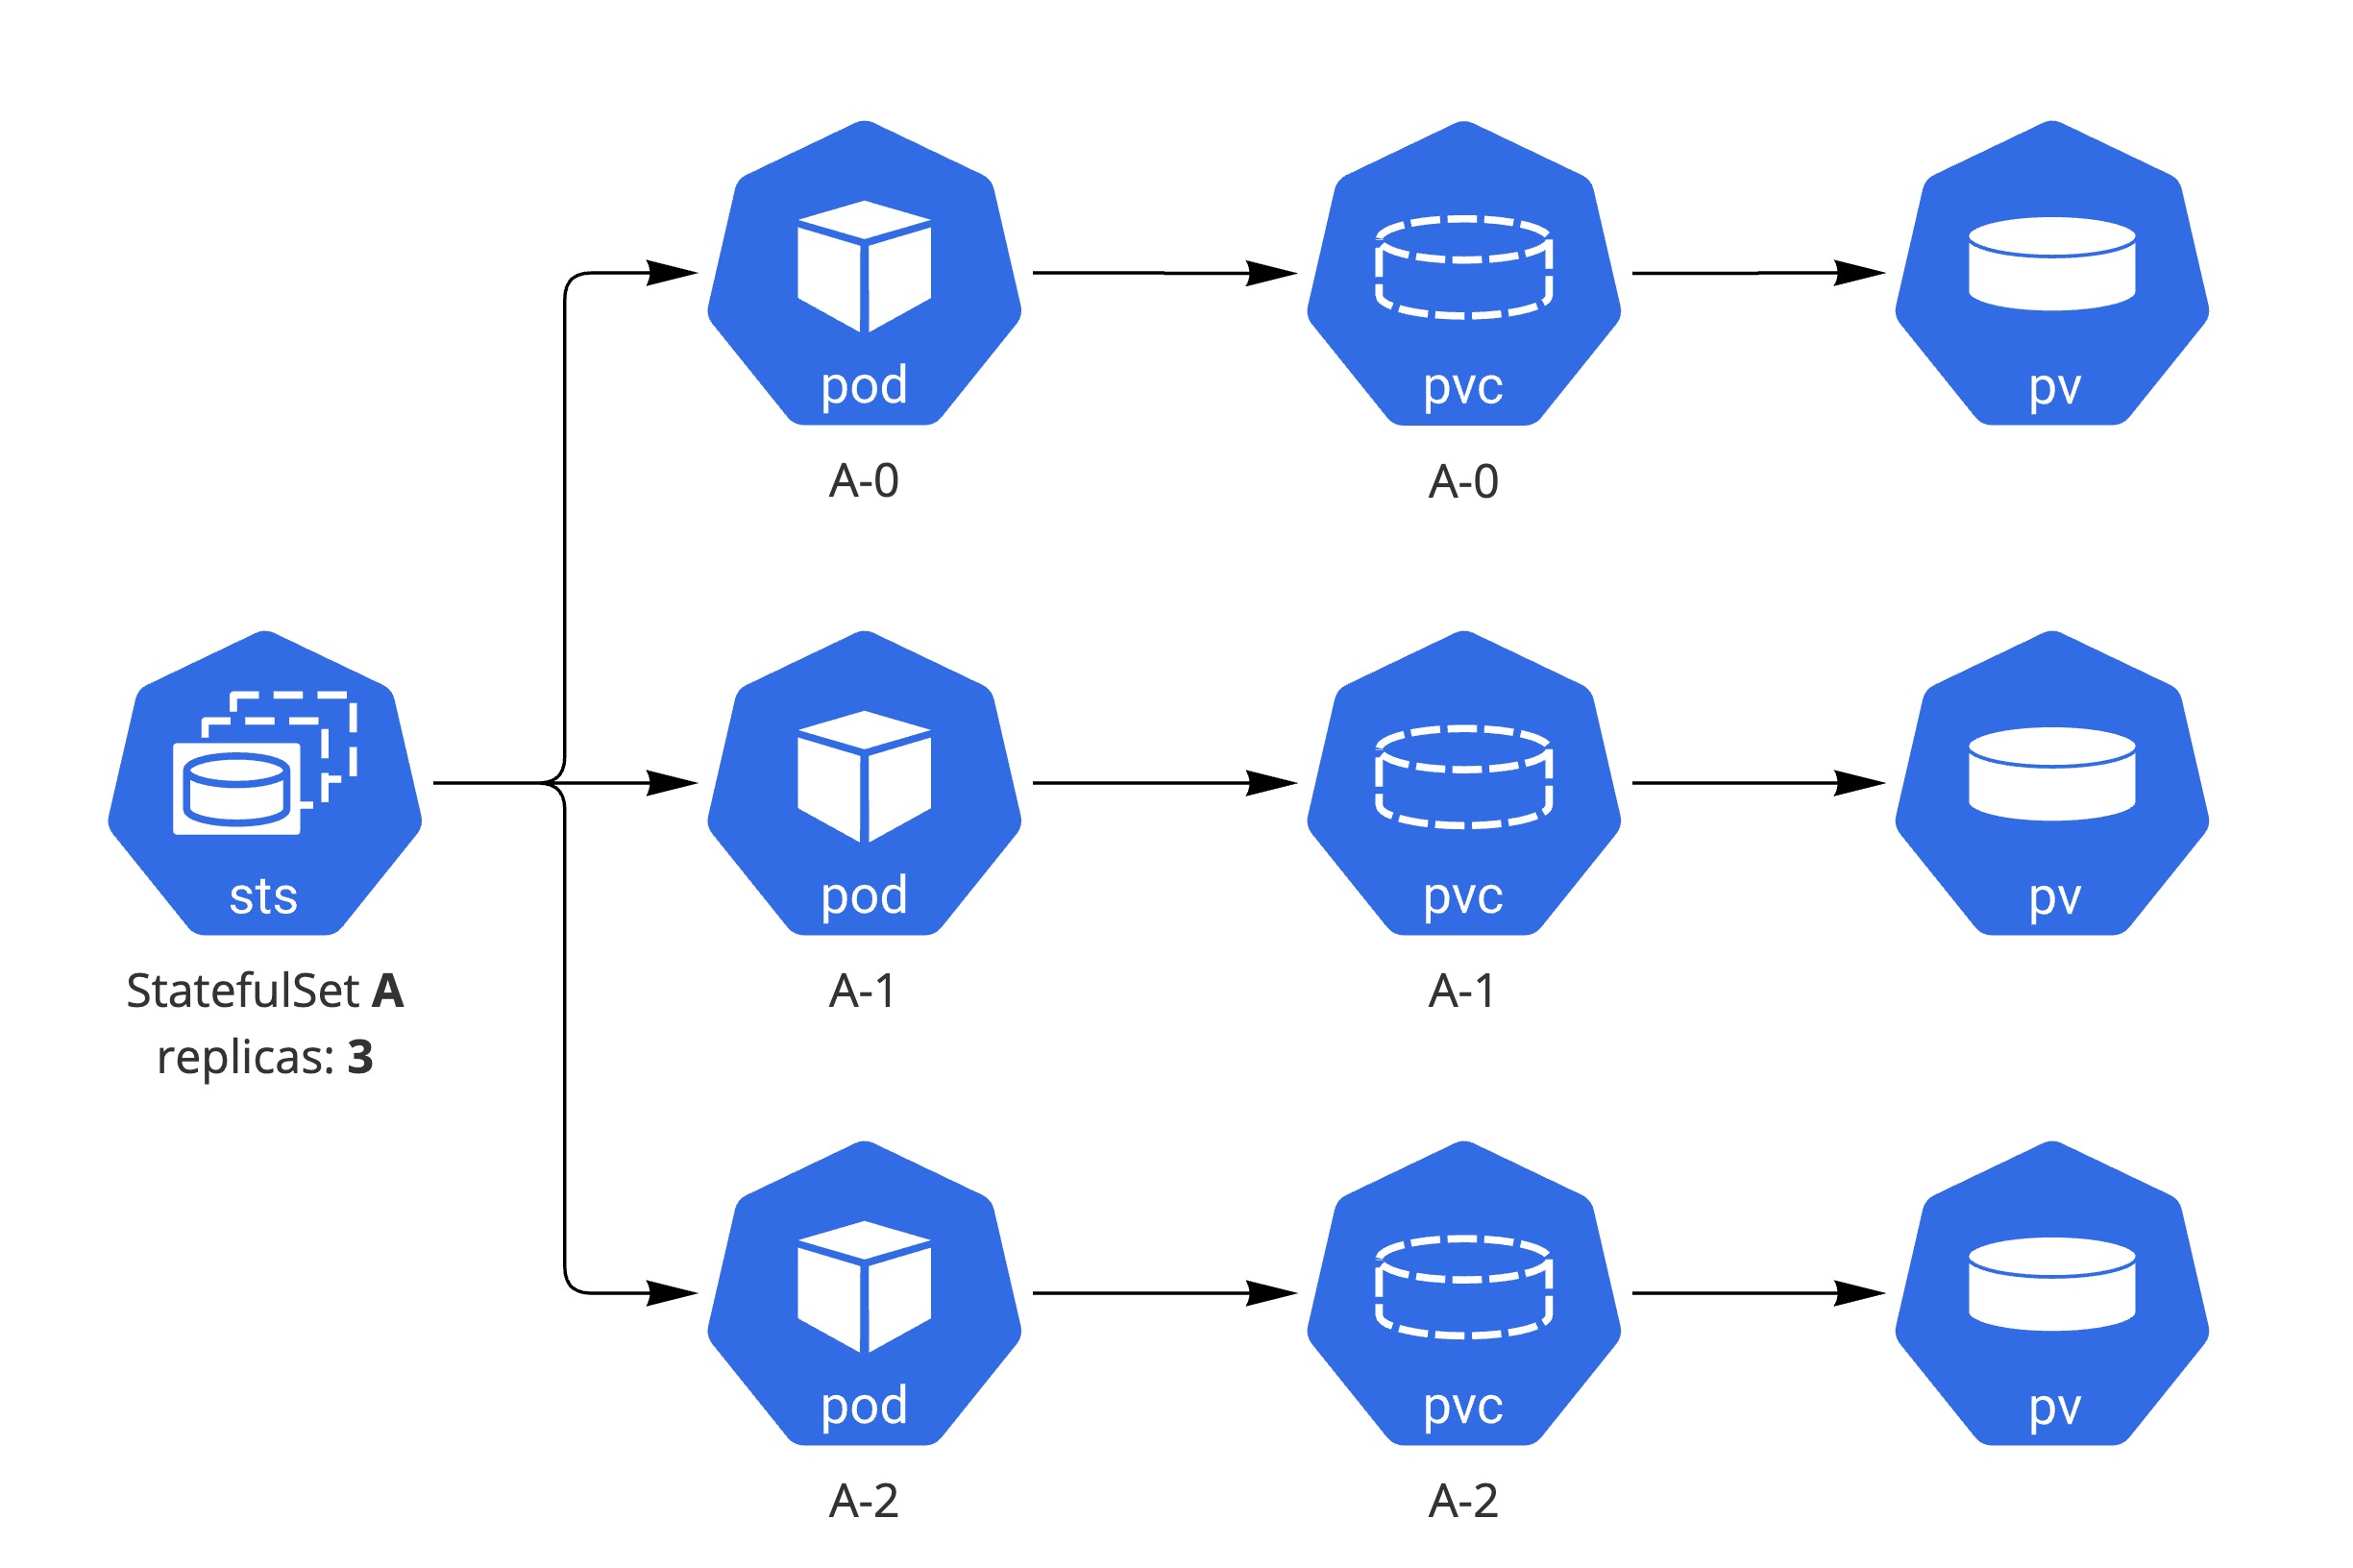 pod
pvc
pv
A-0
A-0
sts
pod
pvc
pv
StatefulSet A
replicas: 3
A-1
A-1
pod
pvc
pv
A-2
A-2